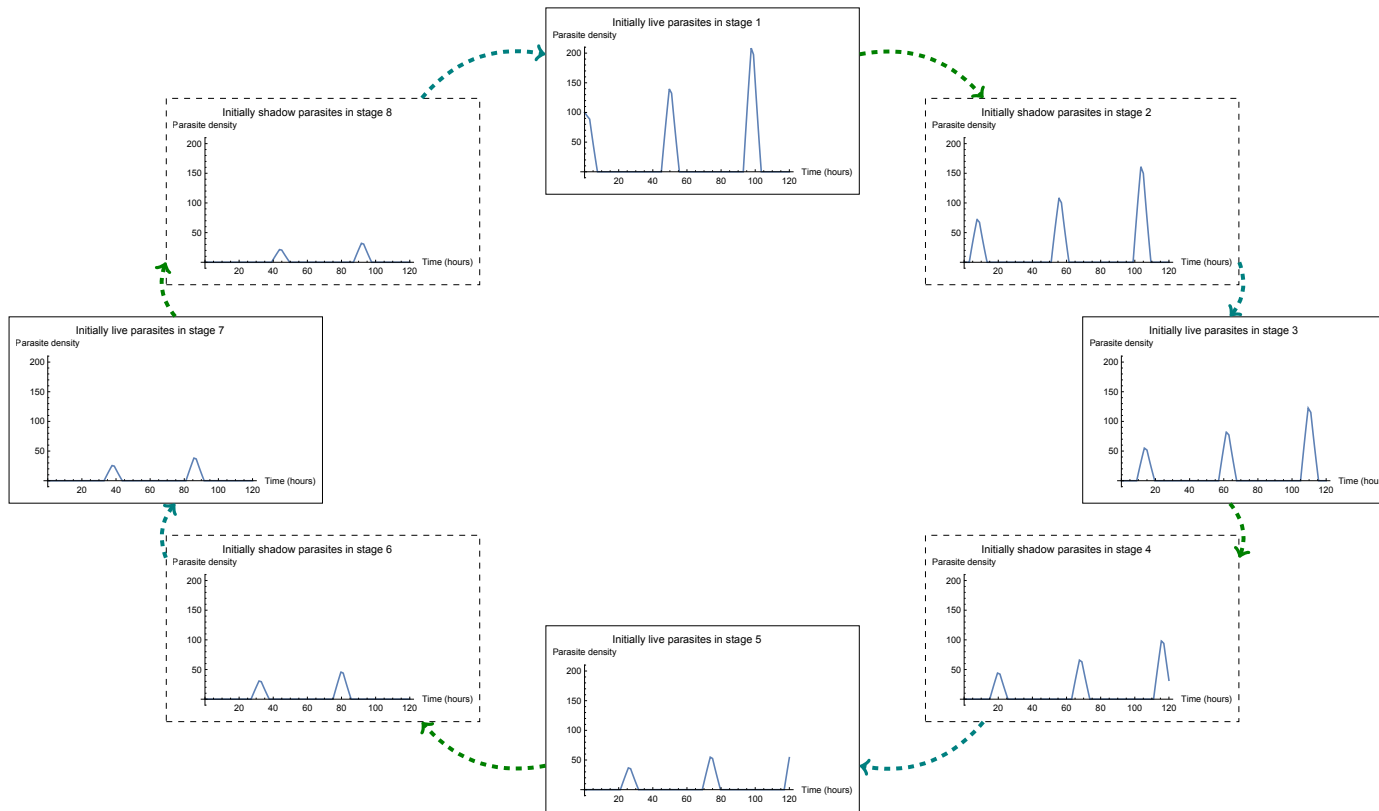 Initially live parasites in stage 1
Parasite density
200
150
100
50
20 40 60 80 100 120 Time (hours)
Initially shadow parasites in stage 2
Parasite density
200
150
100
50
20 40 60 80 100 120 Time (hours)
Initially live parasites in stage 3
Parasite density
200
150
100
50
20 40 60 80 100 120 Time (hours)
Initially shadow parasites in stage 4
Parasite density
200
150
100
50
20 40 60 80 100 120 Time (hours)
Initially live parasites in stage 5
Parasite density
200
150
100
50
20 40 60 80 100 120 Time (hours)
Initially shadow parasites in stage 6
Parasite density
200
150
100
50
20 40 60 80 100 120 Time (hours)
Initially live parasites in stage 7
Parasite density
200
150
100
50
20 40 60 80 100 120 Time (hours)
Initially shadow parasites in stage 8
Parasite density
200
150
100
50
20 40 60 80 100 120 Time (hours)